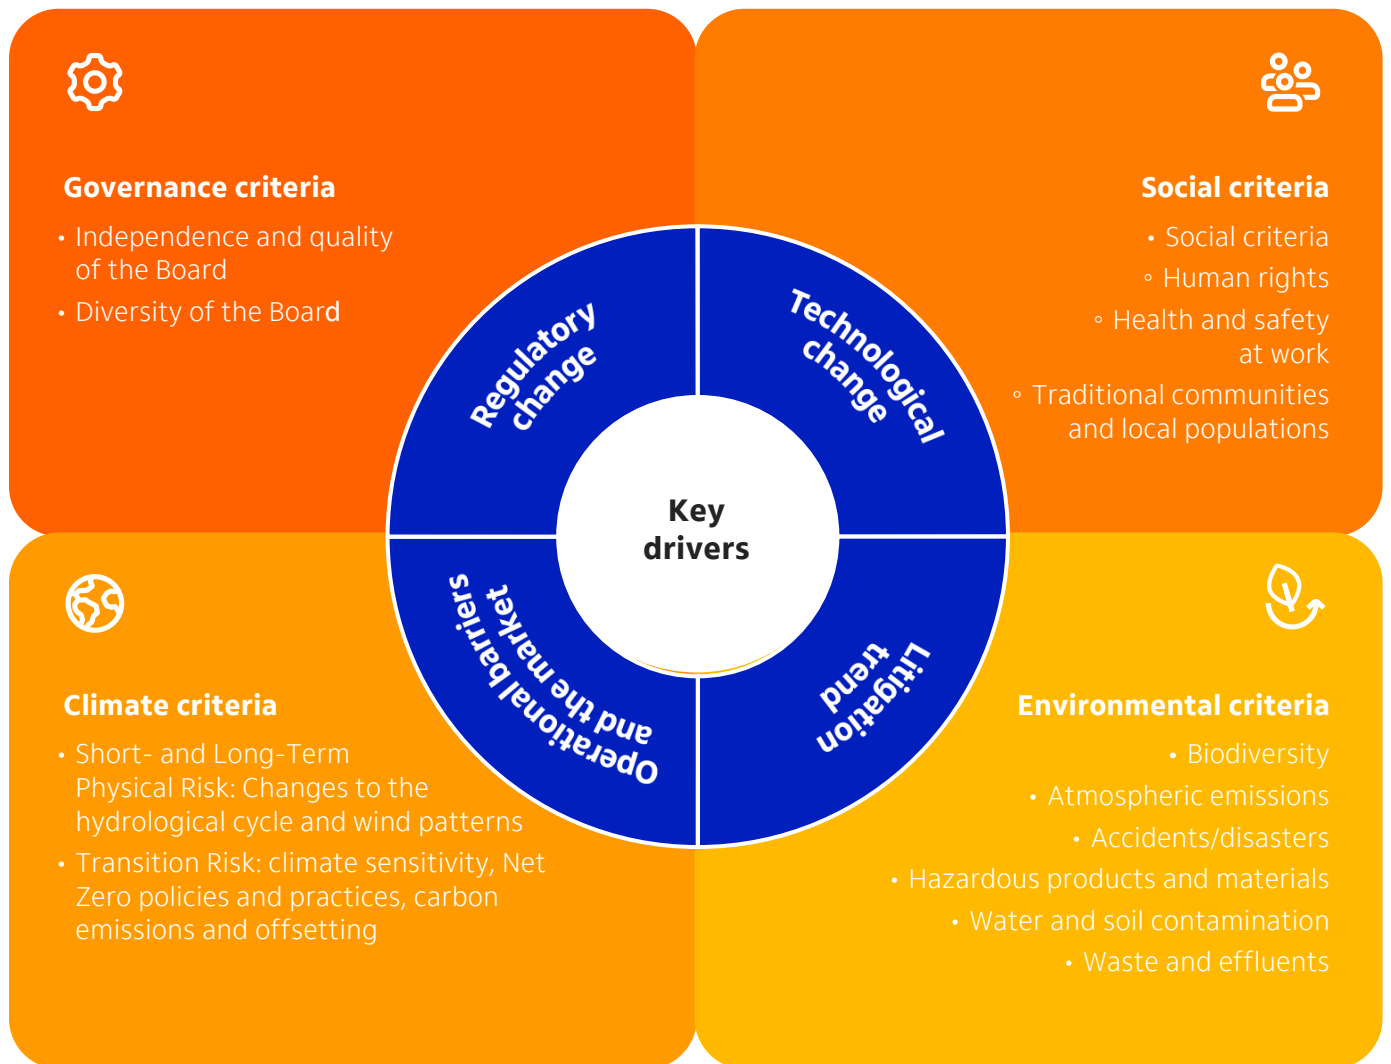 Governance criteria
• Independence and quality
of the Board
• Diversity of the Board
Social criteria
• Social criteria
◦ Human rights
◦ Health and safety
at work
◦ Traditional communities
and local populations
Regulatory
change
Technological
change
Key
drivers
Operational barriers
and the market
Litigation
trend
Climate criteria
• Short- and Long-Term
Physical Risk: Changes to the
hydrological cycle and wind patterns
• Transition Risk: climate sensitivity, Net
Zero policies and practices, carbon
emissions and offsetting
Environmental criteria
• Biodiversity
• Atmospheric emissions
• Accidents/disasters
• Hazardous products and materials
• Water and soil contamination
• Waste and effluents